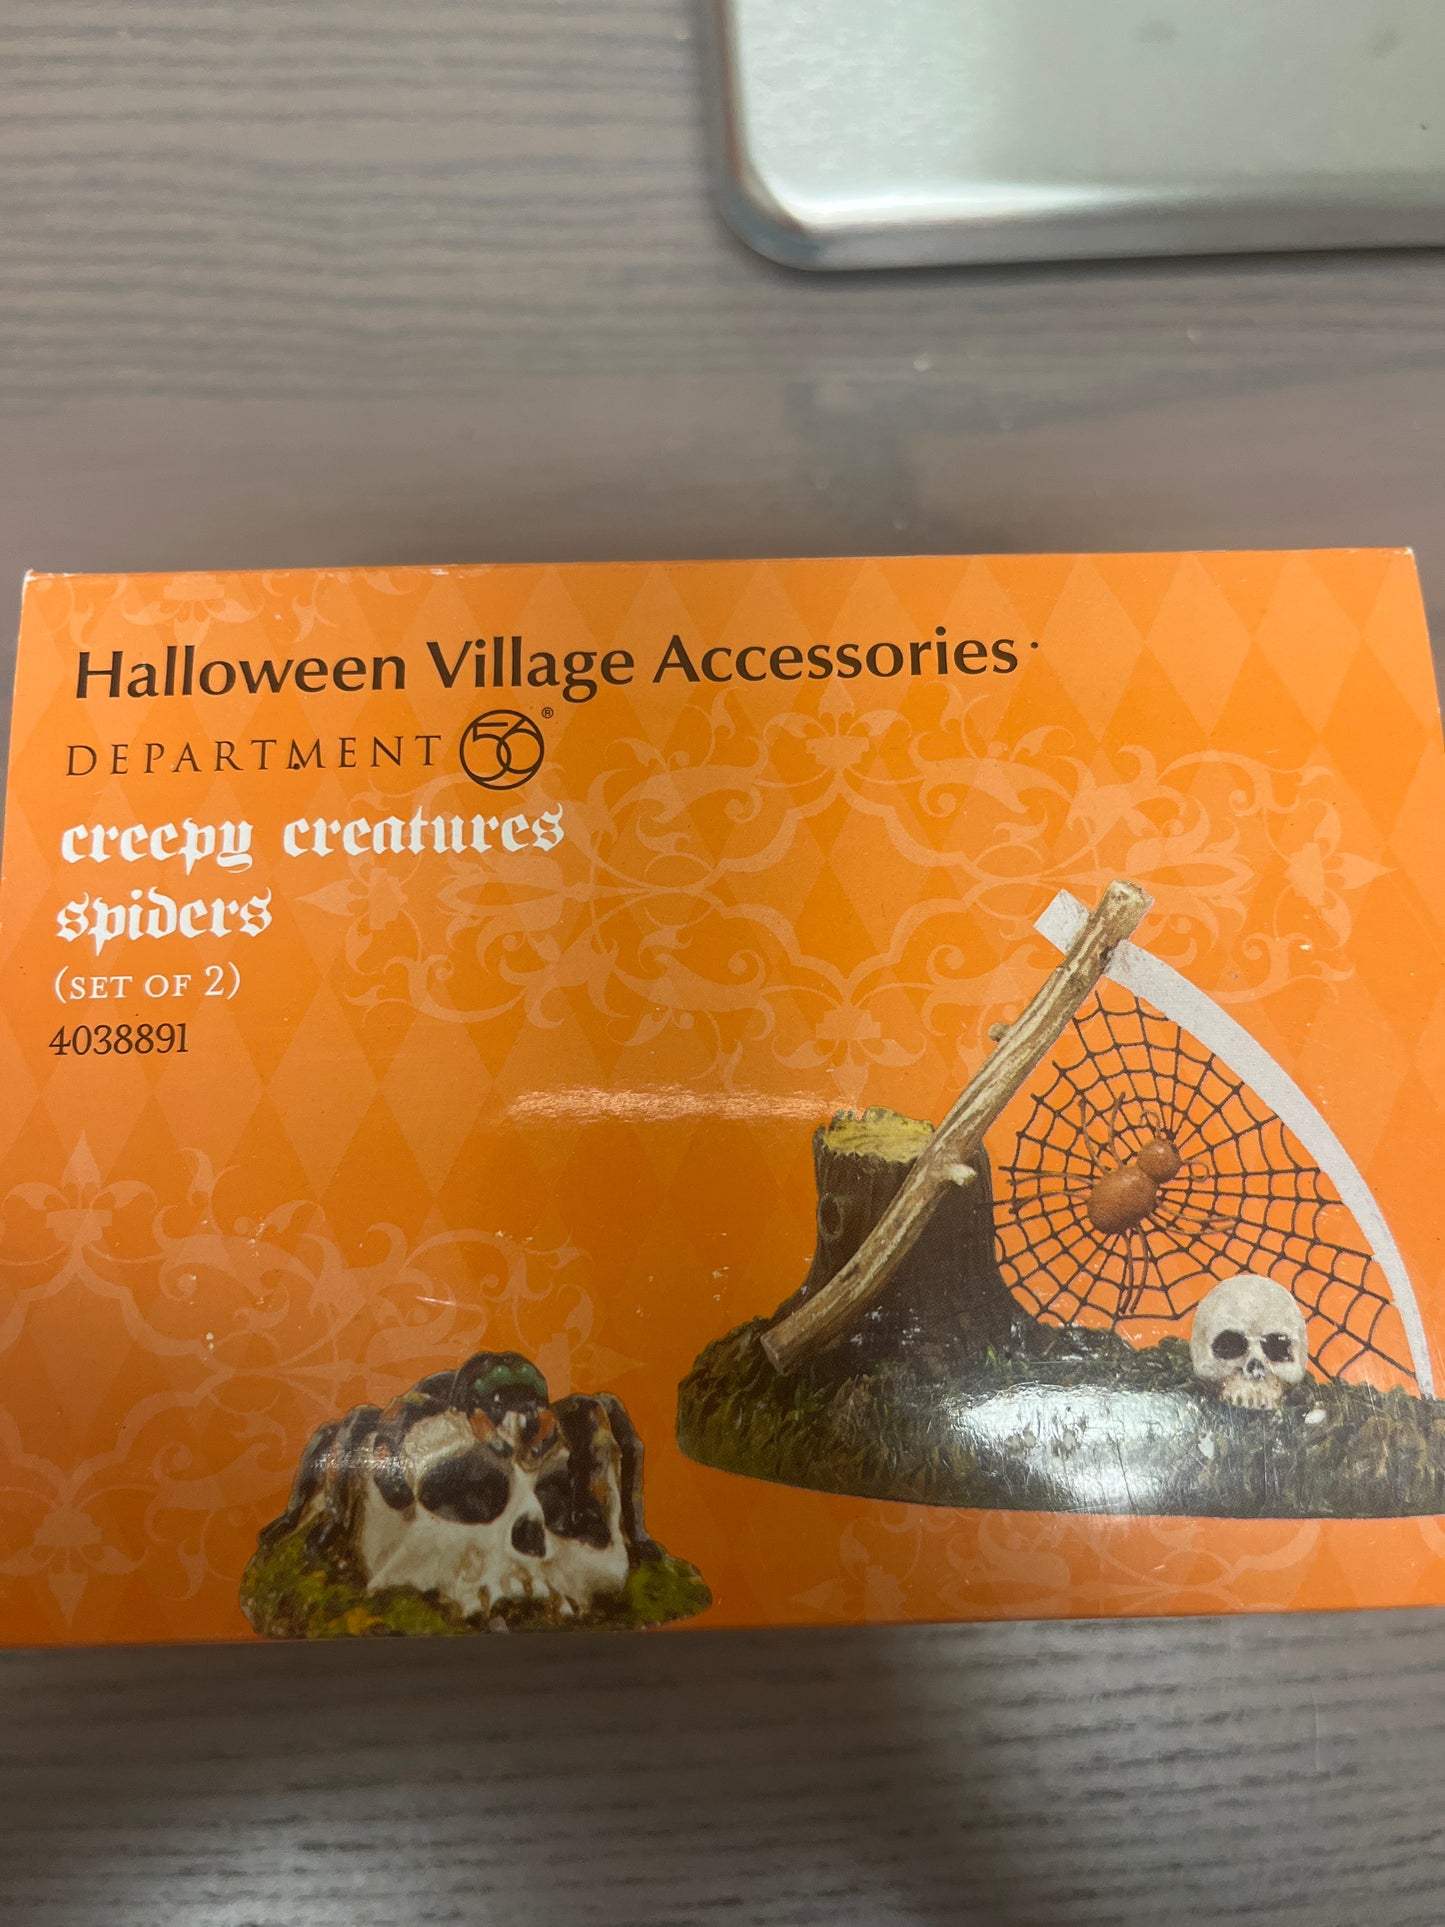 Halloween Village Accessories
DEPARTMENT 56®
creepy creatures
spiders
(SET OF 2)
4038891